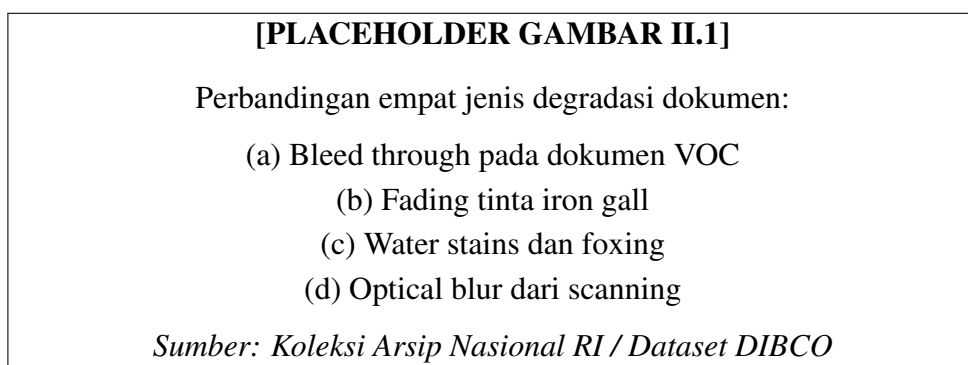 [PLACEHOLDER GAMBAR II.1]
Perbandingan empat jenis degradasi dokumen:
(a) Bleed through pada dokumen VOC
(b) Fading tinta iron gall
(c) Water stains dan foxing
(d) Optical blur dari scanning
Sumber: Koleksi Arsip Nasional RI / Dataset DIBCO